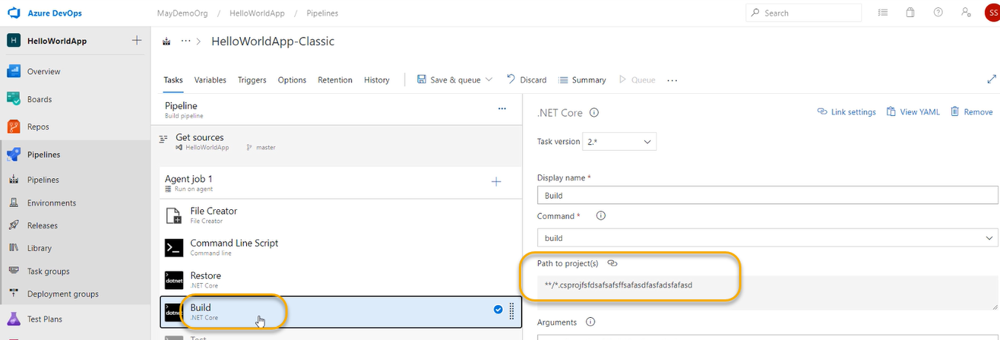 Azure DevOps
MayDemoOrg / HelloWorldApp / Pipelines
Search
SS
H HelloWorldApp
Overview
Boards
Repos
Pipelines
Pipelines
Environments
Releases
Library
Task groups
Deployment groups
Test Plans
··· > HelloWorldApp-Classic
Tasks Variables Triggers Options Retention History Save & queue Discard Summary Queue ···
Pipeline
Build pipeline
Get sources
HelloWorldApp master
Agent job 1
Run on agent
File Creator
File Creator
Command Line Script
Command line
dotnet Restore
.NET Core
dotnet Build
.NET Core
Test
.NET Core
Link settings View YAML Remove
Task version 2.*
Display name *
Build
Command *
build
Path to project(s)
**/*.csprojfsfdsafsafsffsafasdfasfadsfafasd
Arguments